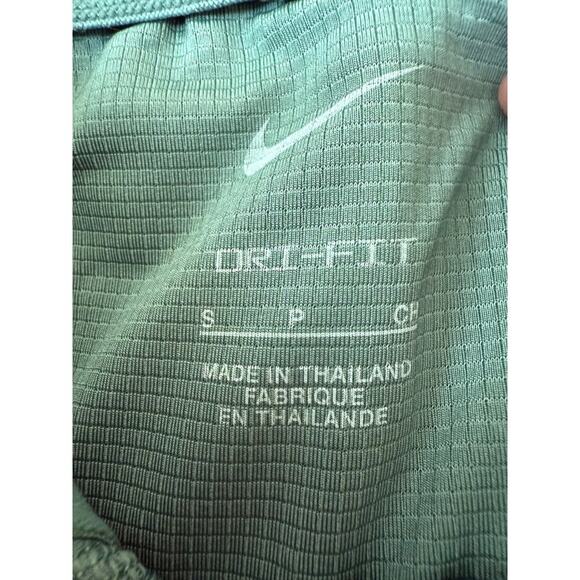 DRI-FIT
S P CH
MADE IN THAILAND
FABRIQUE
EN THAILANDE